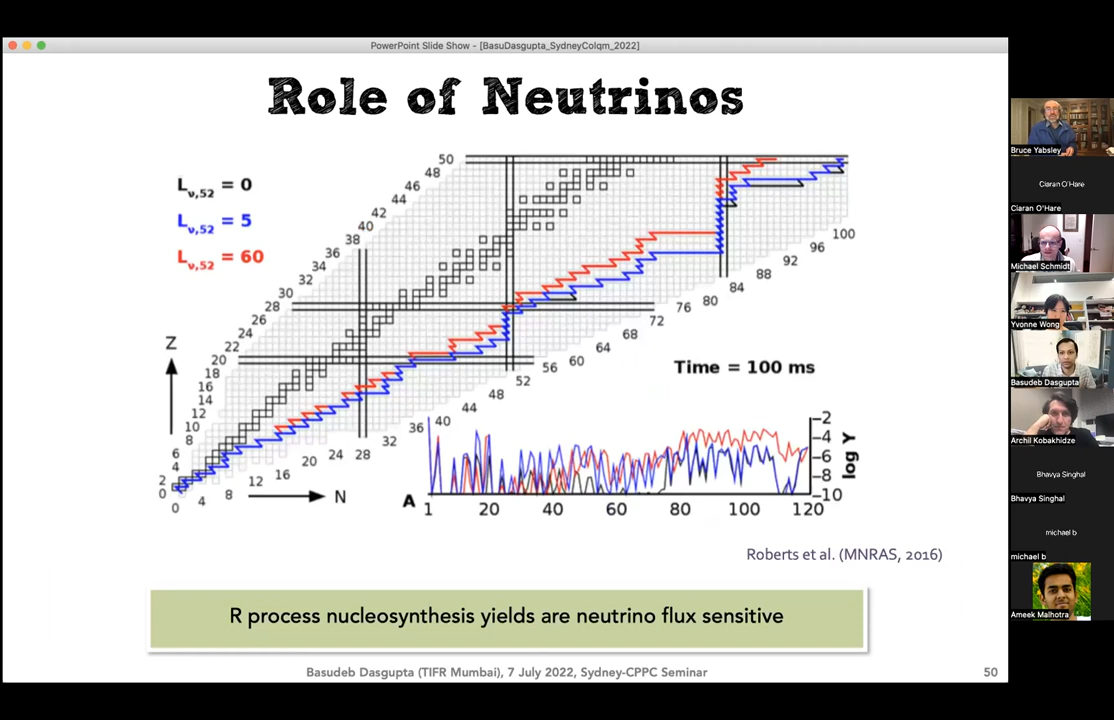 PowerPoint Slide Show - [BasuDasgupta_SydneyColqm_2022]
Role of Neutrinos
Lν,52 = 0
Lν,52 = 5
Lν,52 = 60
50
48
46
44
42
40
38
36
34
32
30
28
26
24
22
20
18
16
14
12
10
8
6
4
2
0
Z
0
4
8
12
16
20
24
28
32
36
40
44
48
52
56
60
64
68
72
76
80
84
88
92
96
100
N
Time = 100 ms
-2
-4
-6
-8
-10
log Y
A
1 20 40 60 80 100 120
Roberts et al. (MNRAS, 2016)
R process nucleosynthesis yields are neutrino flux sensitive
Basudeb Dasgupta (TIFR Mumbai), 7 July 2022, Sydney-CPPC Seminar
50
Bruce Yabsley
Ciaran O'Hare
Ciaran O'Hare
Michael Schmidt
Yvonne Wong
Basudeb Dasgupta
Archil Kobakhidze
Bhavya Singhal
Bhavya Singhal
michael b
michael b
Ameek Malhotra